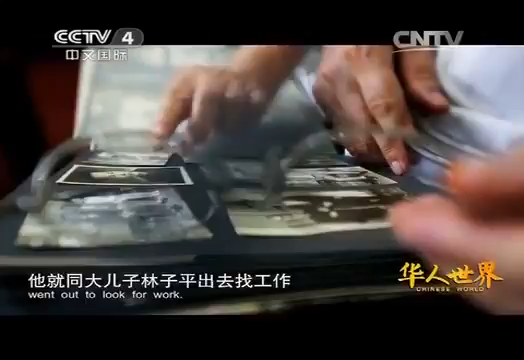 CCTV 4
中文国际
CNTV
他就同大儿子林子平出去找工作
went out to look for work.
华人世界
CHINESE WORLD